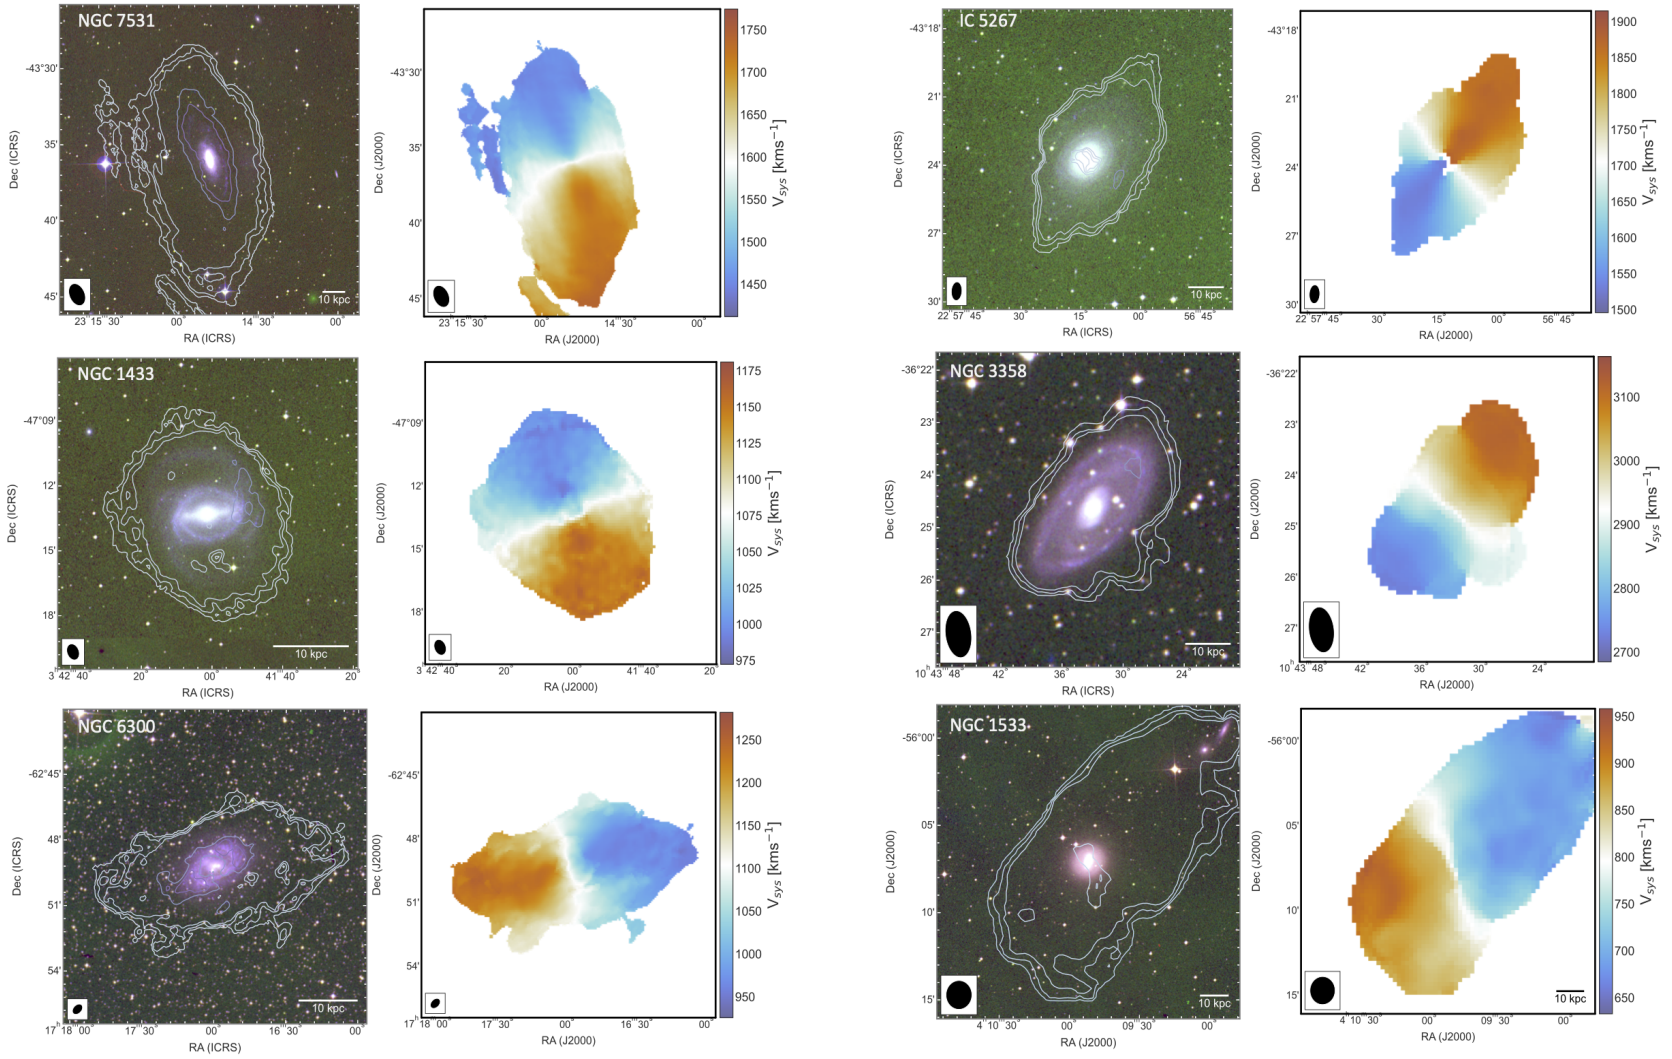 NGC 7531
-43°30'
35'
40'
45'
Dec (ICRS)
10 kpc
23ʰ15ᵐ30ˢ 00ˢ 14ᵐ30ˢ 00ˢ
RA (ICRS)
-43°30'
35'
40'
45'
Dec (J2000)
23ʰ15ᵐ30ˢ 00ˢ 14ᵐ30ˢ 00ˢ
RA (J2000)
1750
1700
1650
1600
1550
1500
1450
V_sys [kms⁻¹]
IC 5267
-43°18'
21'
24'
27'
30'
Dec (ICRS)
10 kpc
22ʰ57ᵐ45ˢ 30ˢ 15ˢ 00ˢ 56ᵐ45ˢ
RA (ICRS)
-43°18'
21'
24'
27'
30'
Dec (J2000)
22ʰ57ᵐ45ˢ 30ˢ 15ˢ 00ˢ 56ᵐ45ˢ
RA (J2000)
1900
1850
1800
1750
1700
1650
1600
1550
1500
V_sys [kms⁻¹]
NGC 1433
-47°09'
12'
15'
18'
Dec (ICRS)
10 kpc
3ʰ42ᵐ40ˢ 20ˢ 00ˢ 41ᵐ40ˢ 20ˢ
RA (ICRS)
-47°09'
12'
15'
18'
Dec (J2000)
3ʰ42ᵐ40ˢ 20ˢ 00ˢ 41ᵐ40ˢ 20ˢ
RA (J2000)
1175
1150
1125
1100
1075
1050
1025
1000
975
V_sys [kms⁻¹]
NGC 3358
-36°22'
23'
24'
25'
26'
27'
Dec (ICRS)
10 kpc
10ʰ43ᵐ48ˢ 42ˢ 36ˢ 30ˢ 24ˢ
RA (ICRS)
-36°22'
23'
24'
25'
26'
27'
Dec (J2000)
10ʰ43ᵐ48ˢ 42ˢ 36ˢ 30ˢ 24ˢ
RA (J2000)
3100
3000
2900
2800
2700
V_sys [kms⁻¹]
NGC 6300
-62°45'
48'
51'
54'
Dec (ICRS)
10 kpc
17ʰ18ᵐ00ˢ 17ᵐ30ˢ 00ˢ 16ᵐ30ˢ 00ˢ
RA (ICRS)
-62°45'
48'
51'
54'
Dec (J2000)
17ʰ18ᵐ00ˢ 17ᵐ30ˢ 00ˢ 16ᵐ30ˢ 00ˢ
RA (J2000)
1250
1200
1150
1100
1050
1000
950
V_sys [kms⁻¹]
NGC 1533
-56°00'
05'
10'
15'
Dec (J2000)
10 kpc
4ʰ10ᵐ30ˢ 00ˢ 09ᵐ30ˢ 00ˢ
RA (J2000)
-56°00'
05'
10'
15'
Dec (J2000)
10 kpc
4ʰ10ᵐ30ˢ 00ˢ 09ᵐ30ˢ 00ˢ
RA (J2000)
950
900
850
800
750
700
650
V_sys [kms⁻¹]